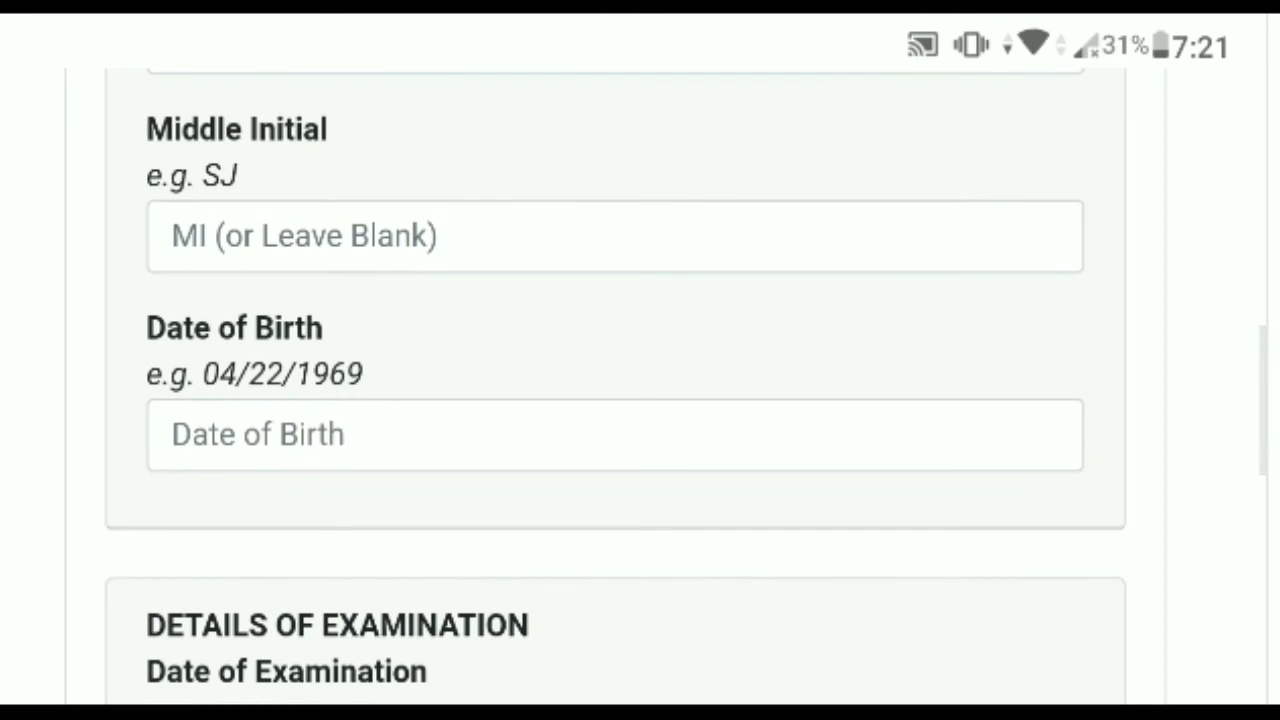 31% 7:21
Middle Initial
e.g. SJ
MI (or Leave Blank)
Date of Birth
e.g. 04/22/1969
Date of Birth
DETAILS OF EXAMINATION
Date of Examination